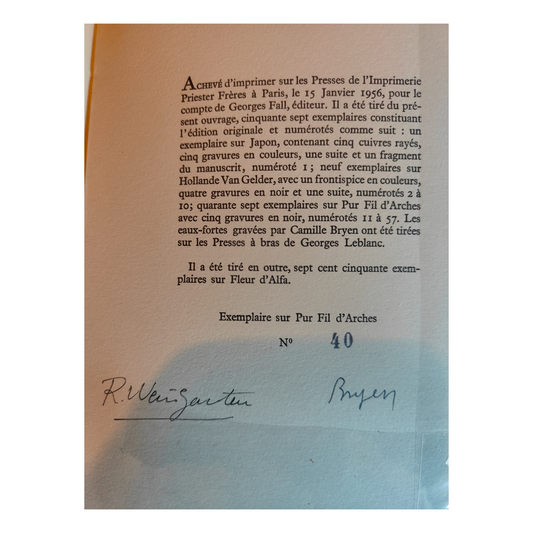 ACHEVÉ d'imprimer sur les Presses de l'Imprimerie
Priester Frères à Paris, le 15 Janvier 1956, pour le
compte de Georges Fall, éditeur. Il a été tiré du pré-
sent ouvrage, cinquante sept exemplaires constituant
l'édition originale et numérotés comme suit : un
exemplaire sur Japon, contenant cinq cuivres rayés,
cinq gravures en couleurs, une suite et un fragment
du manuscrit, numéroté 1 ; neuf exemplaires sur
Hollande Van Gelder, avec un frontispice en couleurs,
quatre gravures en noir et une suite, numérotés 2 à
10; quarante sept exemplaires sur Pur Fil d'Arches
avec cinq gravures en noir, numérotés 11 à 57. Les
eaux-fortes gravées par Camille Bryen ont été tirées
sur les Presses à bras de Georges Leblanc.
Il a été tiré en outre, sept cent cinquante exem-
plaires sur Fleur d'Alfa.
Exemplaire sur Pur Fil d'Arches
Nº 40
R. Weingarten Bryen